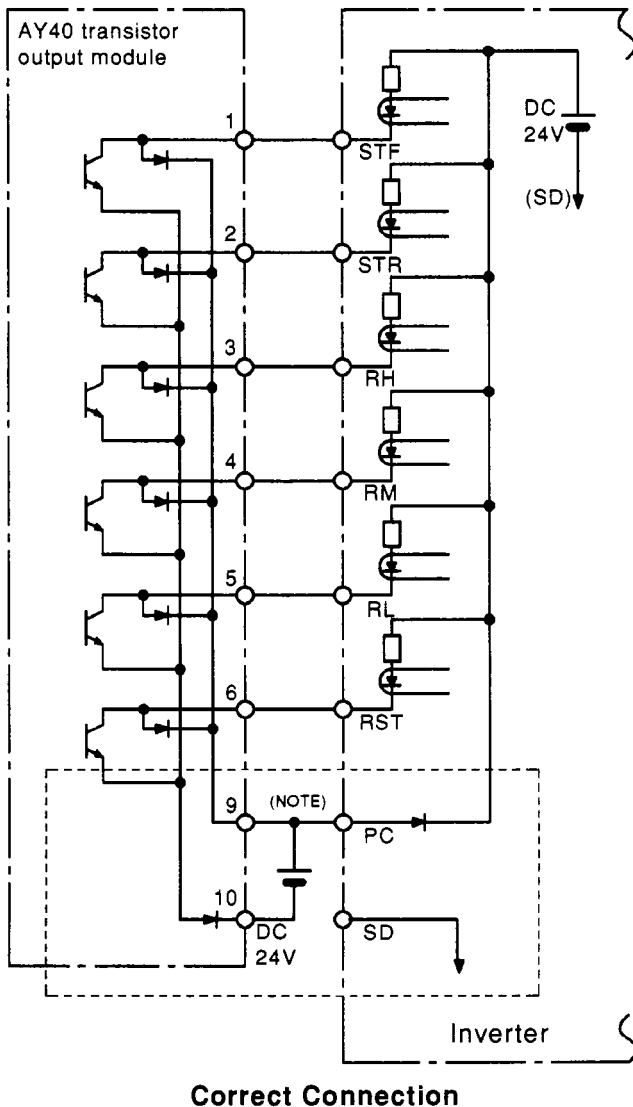 AY40 transistor
output module
DC
24V
(SD)
1
STF
2
STR
3
RH
4
RM
5
RL
6
RST
9
(NOTE)
PC
10
DC
24V
SD
Inverter
Correct Connection